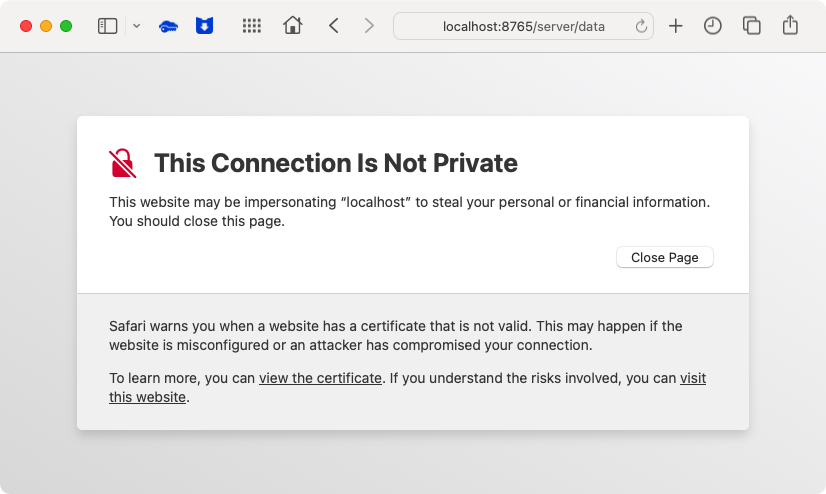 localhost:8765/server/data
This Connection Is Not Private
This website may be impersonating “localhost” to steal your personal or financial information.
You should close this page.
Close Page
Safari warns you when a website has a certificate that is not valid. This may happen if the
website is misconfigured or an attacker has compromised your connection.
To learn more, you can view the certificate. If you understand the risks involved, you can visit
this website.